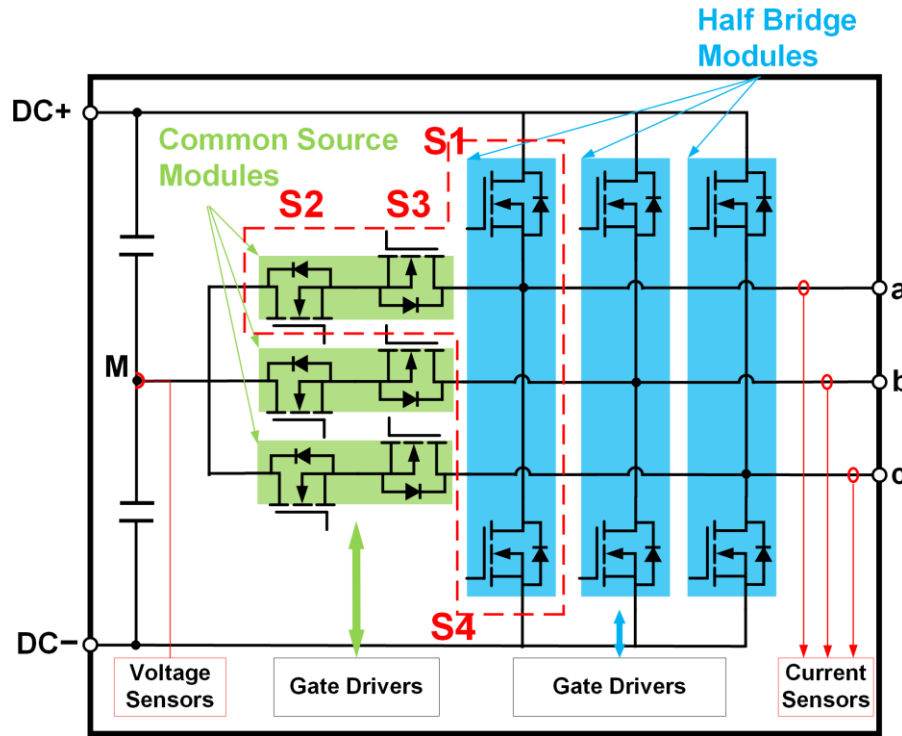 Half Bridge
Modules
DC+
Common Source
Modules
S1
S2
S3
a
M
b
c
S4
DC−
Voltage
Sensors
Gate Drivers
Gate Drivers
Current
Sensors